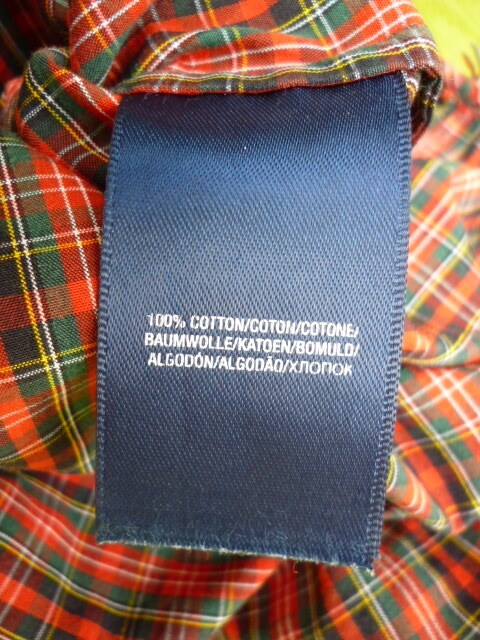 100% COTTON/COTON/COTONE/
BAUMWOLLE/KATOEN/BOMULD/
ALGODÓN/ALGODÃO/ХЛОПОК